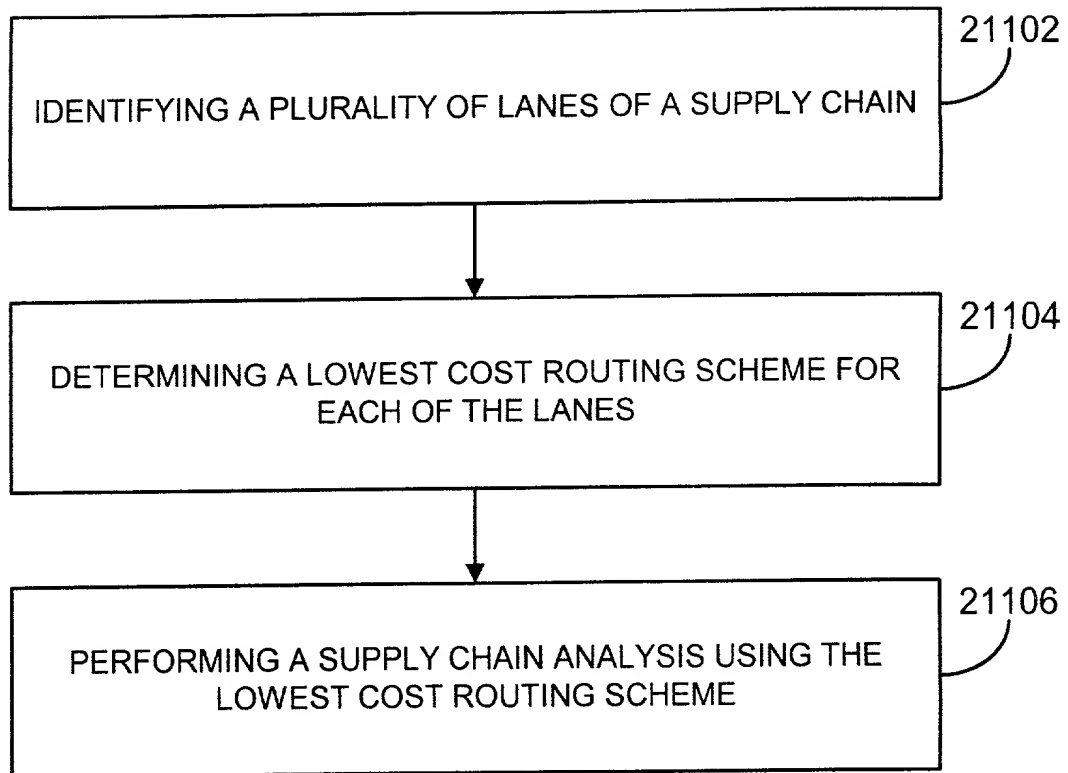 21102
IDENTIFYING A PLURALITY OF LANES OF A SUPPLY CHAIN
21104
DETERMINING A LOWEST COST ROUTING SCHEME FOR
EACH OF THE LANES
21106
PERFORMING A SUPPLY CHAIN ANALYSIS USING THE
LOWEST COST ROUTING SCHEME